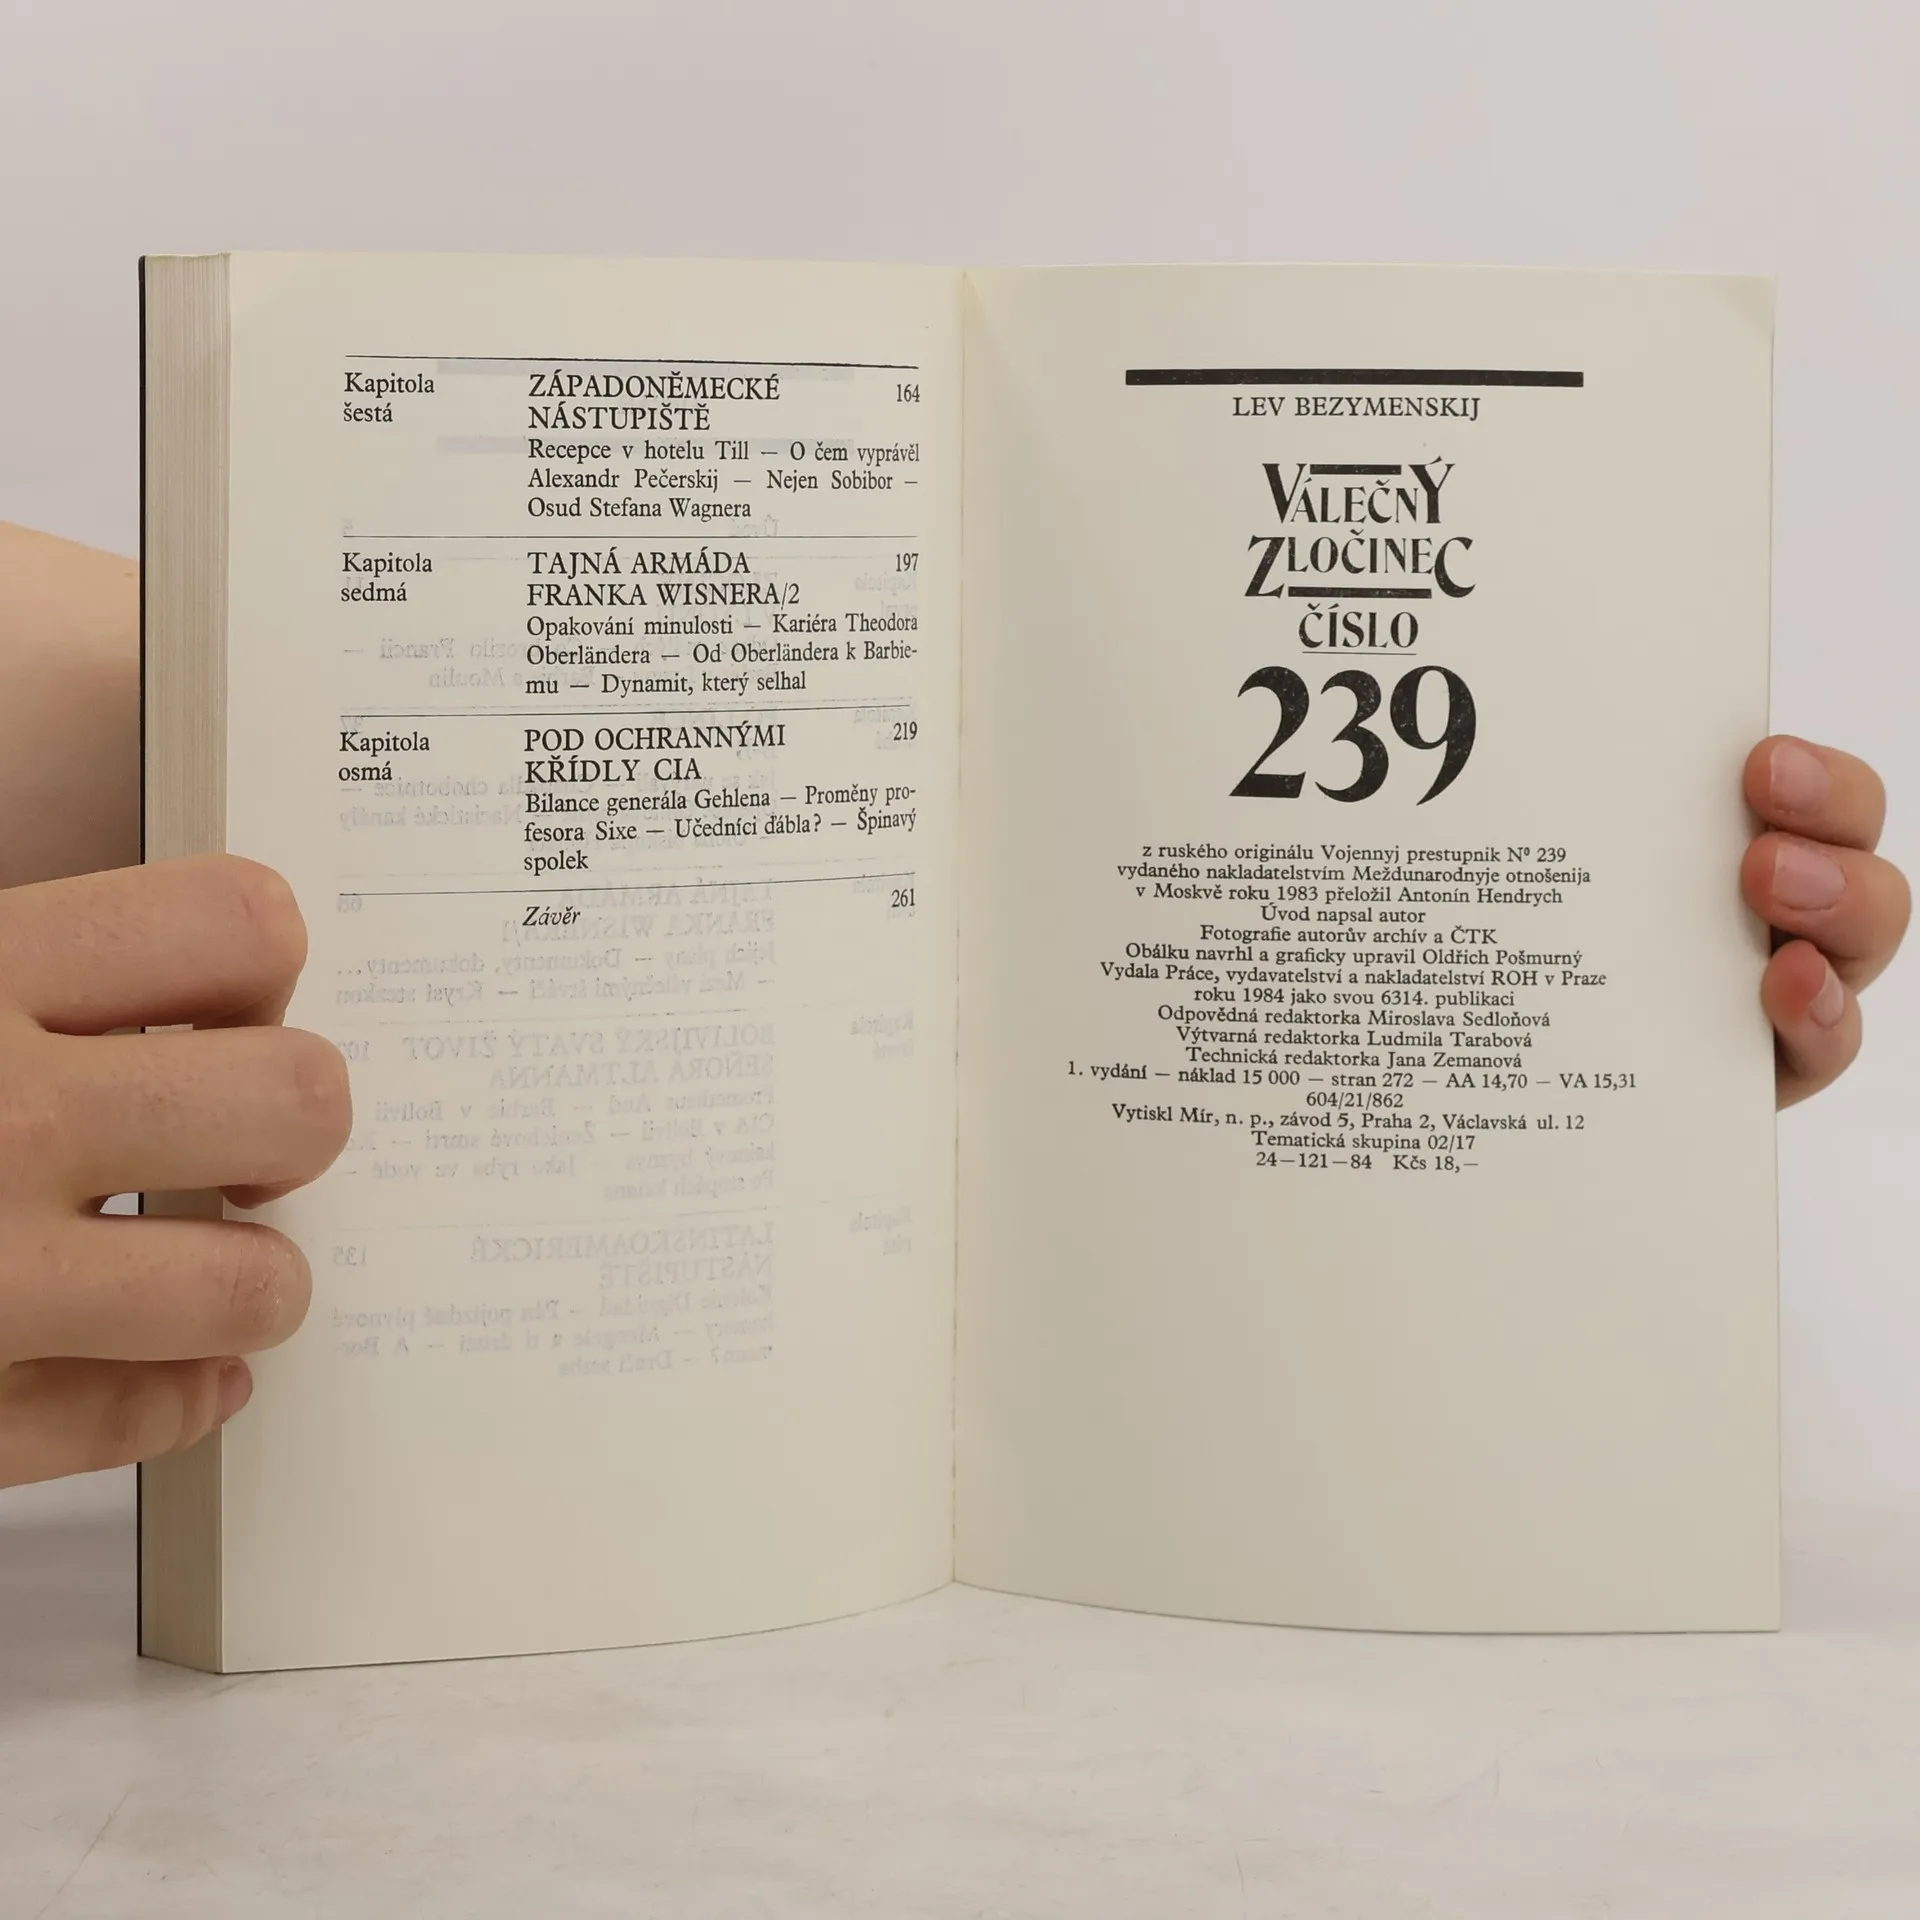 Kapitola šestá
ZÁPADONĚMECKÉ 164
NÁSTUPIŠTĚ
Recepce v hotelu Till — O čem vyprávěl
Alexandr Pečerskij — Nejen Sobibor —
Osud Stefana Wagnera
Kapitola sedmá
TAJNÁ ARMÁDA 197
FRANKA WISNERA/2
Opakování minulosti — Kariéra Theodora
Oberländera — Od Oberländera k Barbie-
mu — Dynamit, který selhal
Kapitola osmá
POD OCHRANNÝMI 219
KŘÍDLY CIA
Bilance generála Gehlena — Proměny pro-
fesora Sixe — Učedníci ďábla? — Špinavý
spolek
Závěr 261
LEV BEZYMENSKIJ
VÁLEČNÝ
ZLOČINEC
ČÍSLO
239
z ruského originálu Vojennyj prestupnik Nº 239
vydaného nakladatelstvím Meždunarodnyje otnošenija
v Moskvě roku 1983 přeložil Antonín Hendrych
Úvod napsal autor
Fotografie autorův archív a ČTK
Obálku navrhl a graficky upravil Oldřich Pošmurný
Vydala Práce, vydavatelství a nakladatelství ROH v Praze
roku 1984 jako svou 6314. publikaci
Odpovědná redaktorka Miroslava Sedloňová
Výtvarná redaktorka Ludmila Tarabová
Technická redaktorka Jana Zemanová
1. vydání — náklad 15 000 — stran 272 — AA 14,70 — VA 15,31
604/21/862
Vytiskl Mír, n. p., závod 5, Praha 2, Václavská ul. 12
Tematická skupina 02/17
24—121—84 Kčs 18,—